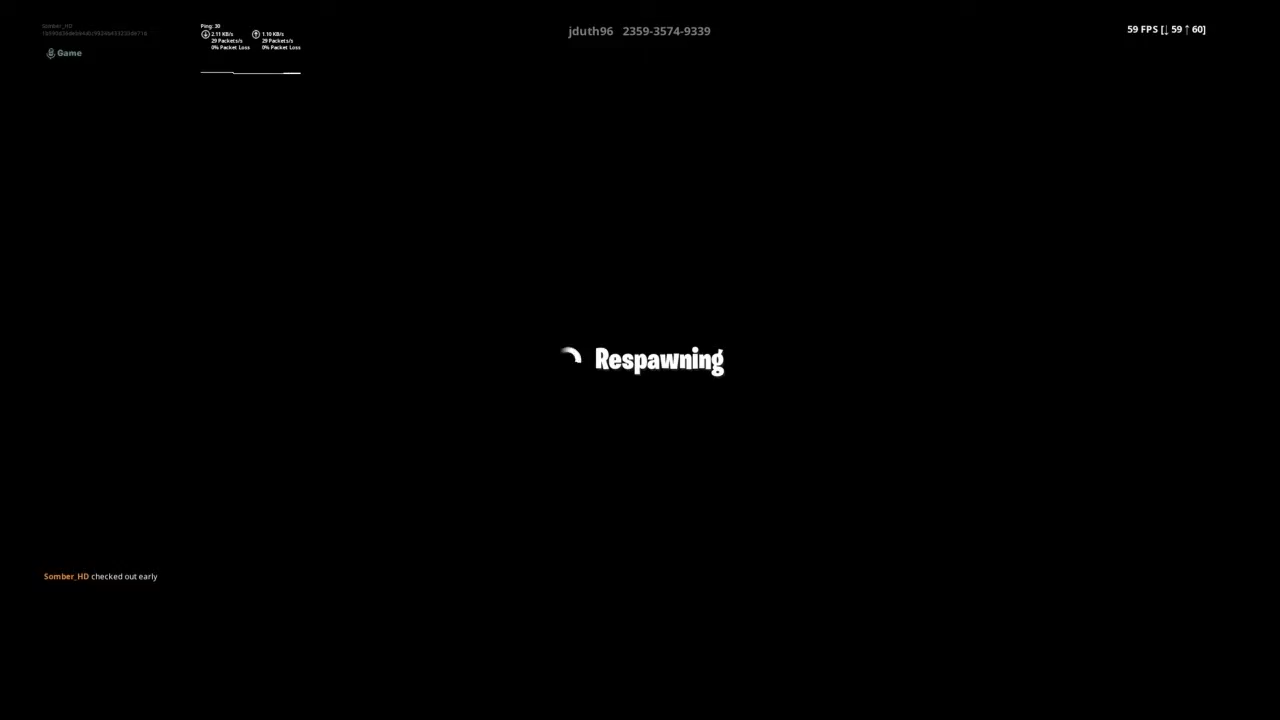 Somber_HD
Game
Ping: 30
2.11 KB/s
29 Packets/s
0% Packet Loss
1.10 KB/s
29 Packets/s
0% Packet Loss
jduth96 2359-3574-9339
59 FPS [↓ 59 ↑ 60]
Respawning
Somber_HD checked out early